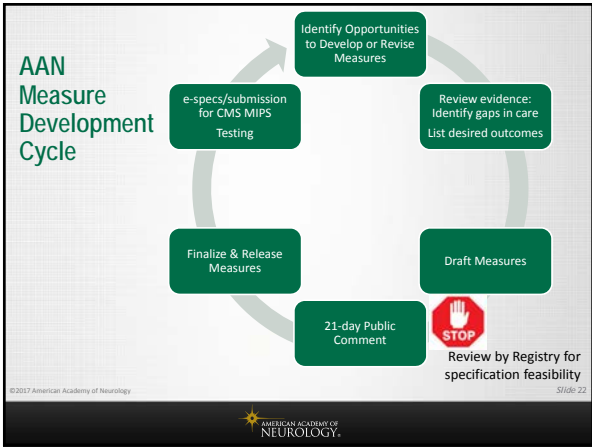 AAN
Measure
Development
Cycle
Identify Opportunities
to Develop or Revise
Measures
Review evidence:
Identify gaps in care
List desired outcomes
Draft Measures
STOP
Review by Registry for
specification feasibility
21-day Public
Comment
Finalize & Release
Measures
e-specs/submission
for CMS MIPS
Testing
©2017 American Academy of Neurology
Slide 22
AMERICAN ACADEMY OF
NEUROLOGY®